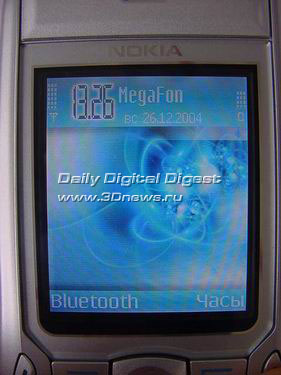 NOKIA
13:26 MegaFon
вс 26.12.2004
Daily Digital Digest
www.3Dnews.ru
Bluetooth Часы